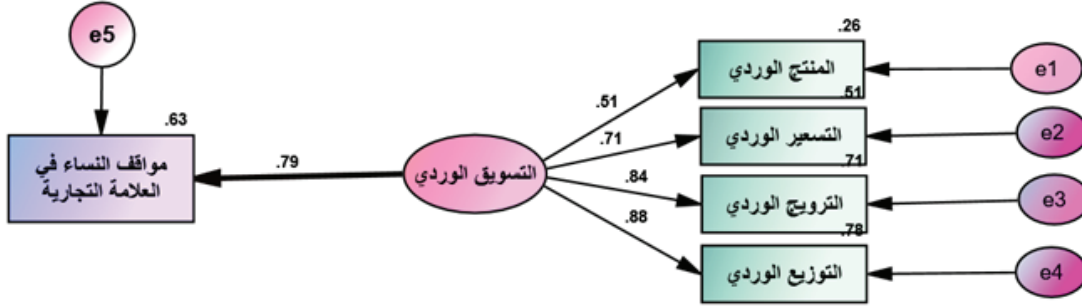 e5
.63
مواقف النساء في
العلامة التجارية
.79
التسويق الوردي
.51
.71
.84
.88
.26
المنتج الوردي
e1
.51
التسعير الوردي
e2
.71
الترويج الوردي
e3
.78
التوزيع الوردي
e4